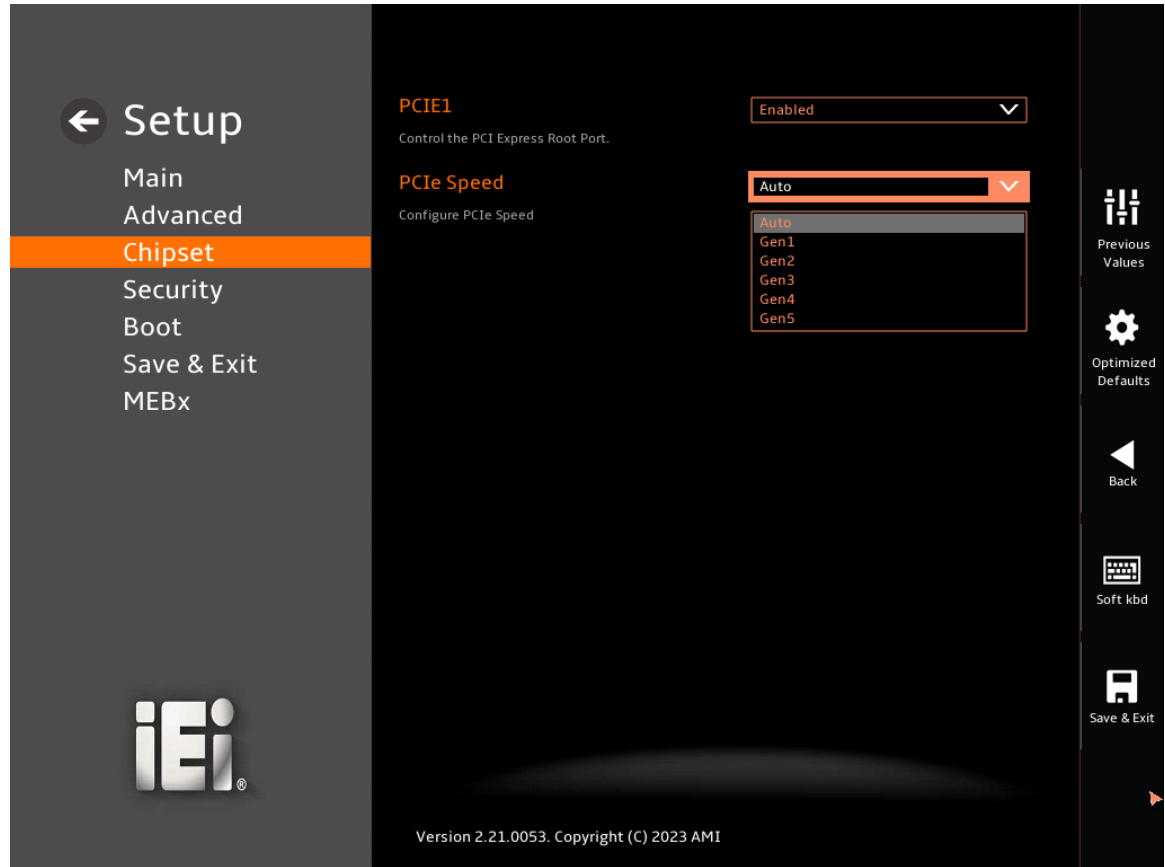 Setup
Main
Advanced
Chipset
Security
Boot
Save & Exit
MEBx
iEi®
PCIE1
Enabled
Control the PCI Express Root Port.
PCIe Speed
Auto
Configure PCIe Speed
Auto
Gen1
Gen2
Gen3
Gen4
Gen5
Previous
Values
Optimized
Defaults
Back
Soft kbd
Save & Exit
Version 2.21.0053. Copyright (C) 2023 AMI